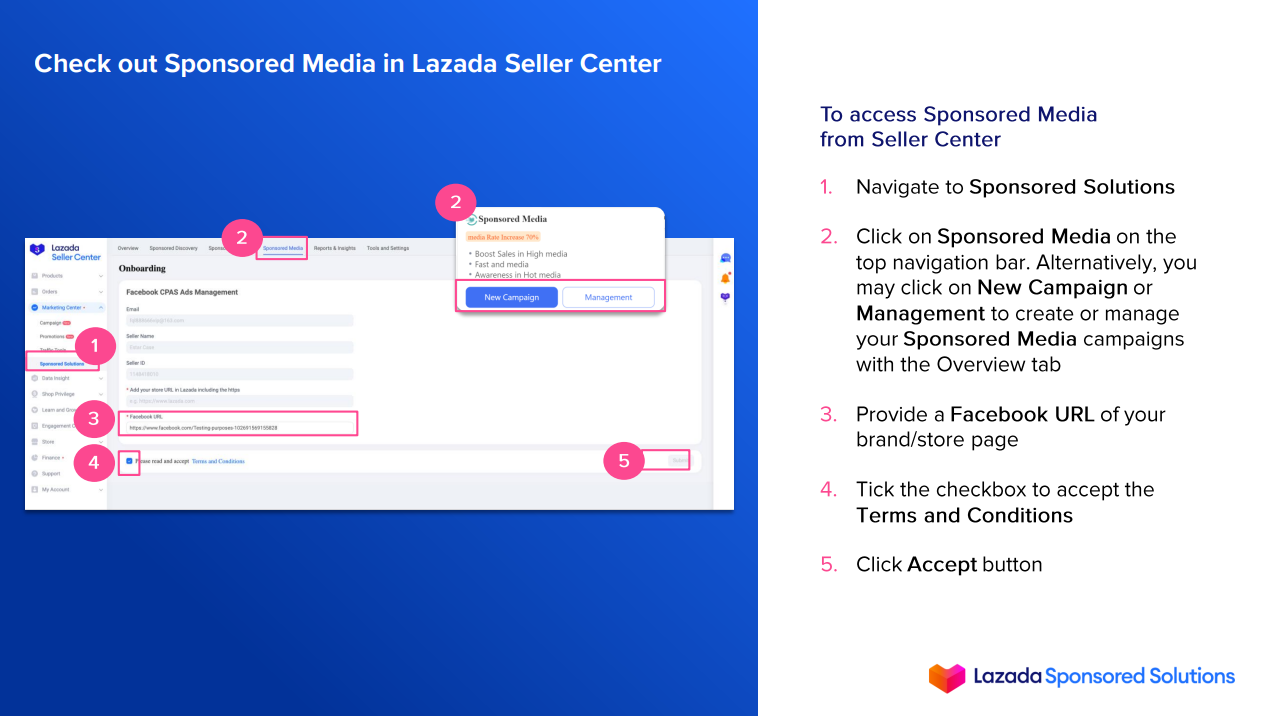 Check out Sponsored Media in Lazada Seller Center
2
Sponsored Media
media Rate Increase 70%
• Boost Sales in High media
• Fast and media
• Awareness in Hot media
New Campaign Management
Lazada
Seller Center
Products
Orders
Marketing Center
Campaign
Promotions
Sponsored Solutions
Data Insight
Shop Privilege
Learn and
Engagement
Store
Finance
Support
My Account
1
Overview Sponsored Discovery 2 Sponsored Media Reports & Insights Tools and Settings
Onboarding
Facebook CPAS Ads Management
Email
Seller Name
Seller ID
* Add your store URL in Lazada including the https
e.g. https://www.lazada.com
3
* Facebook URL
https://www.facebook.com/Testing-purposes-102691569155828
4
Please read and accept Terms and Conditions
5
To access Sponsored Media
from Seller Center
1. Navigate to Sponsored Solutions
2. Click on Sponsored Media on the
top navigation bar. Alternatively, you
may click on New Campaign or
Management to create or manage
your Sponsored Media campaigns
with the Overview tab
3. Provide a Facebook URL of your
brand/store page
4. Tick the checkbox to accept the
Terms and Conditions
5. Click Accept button
Lazada Sponsored Solutions